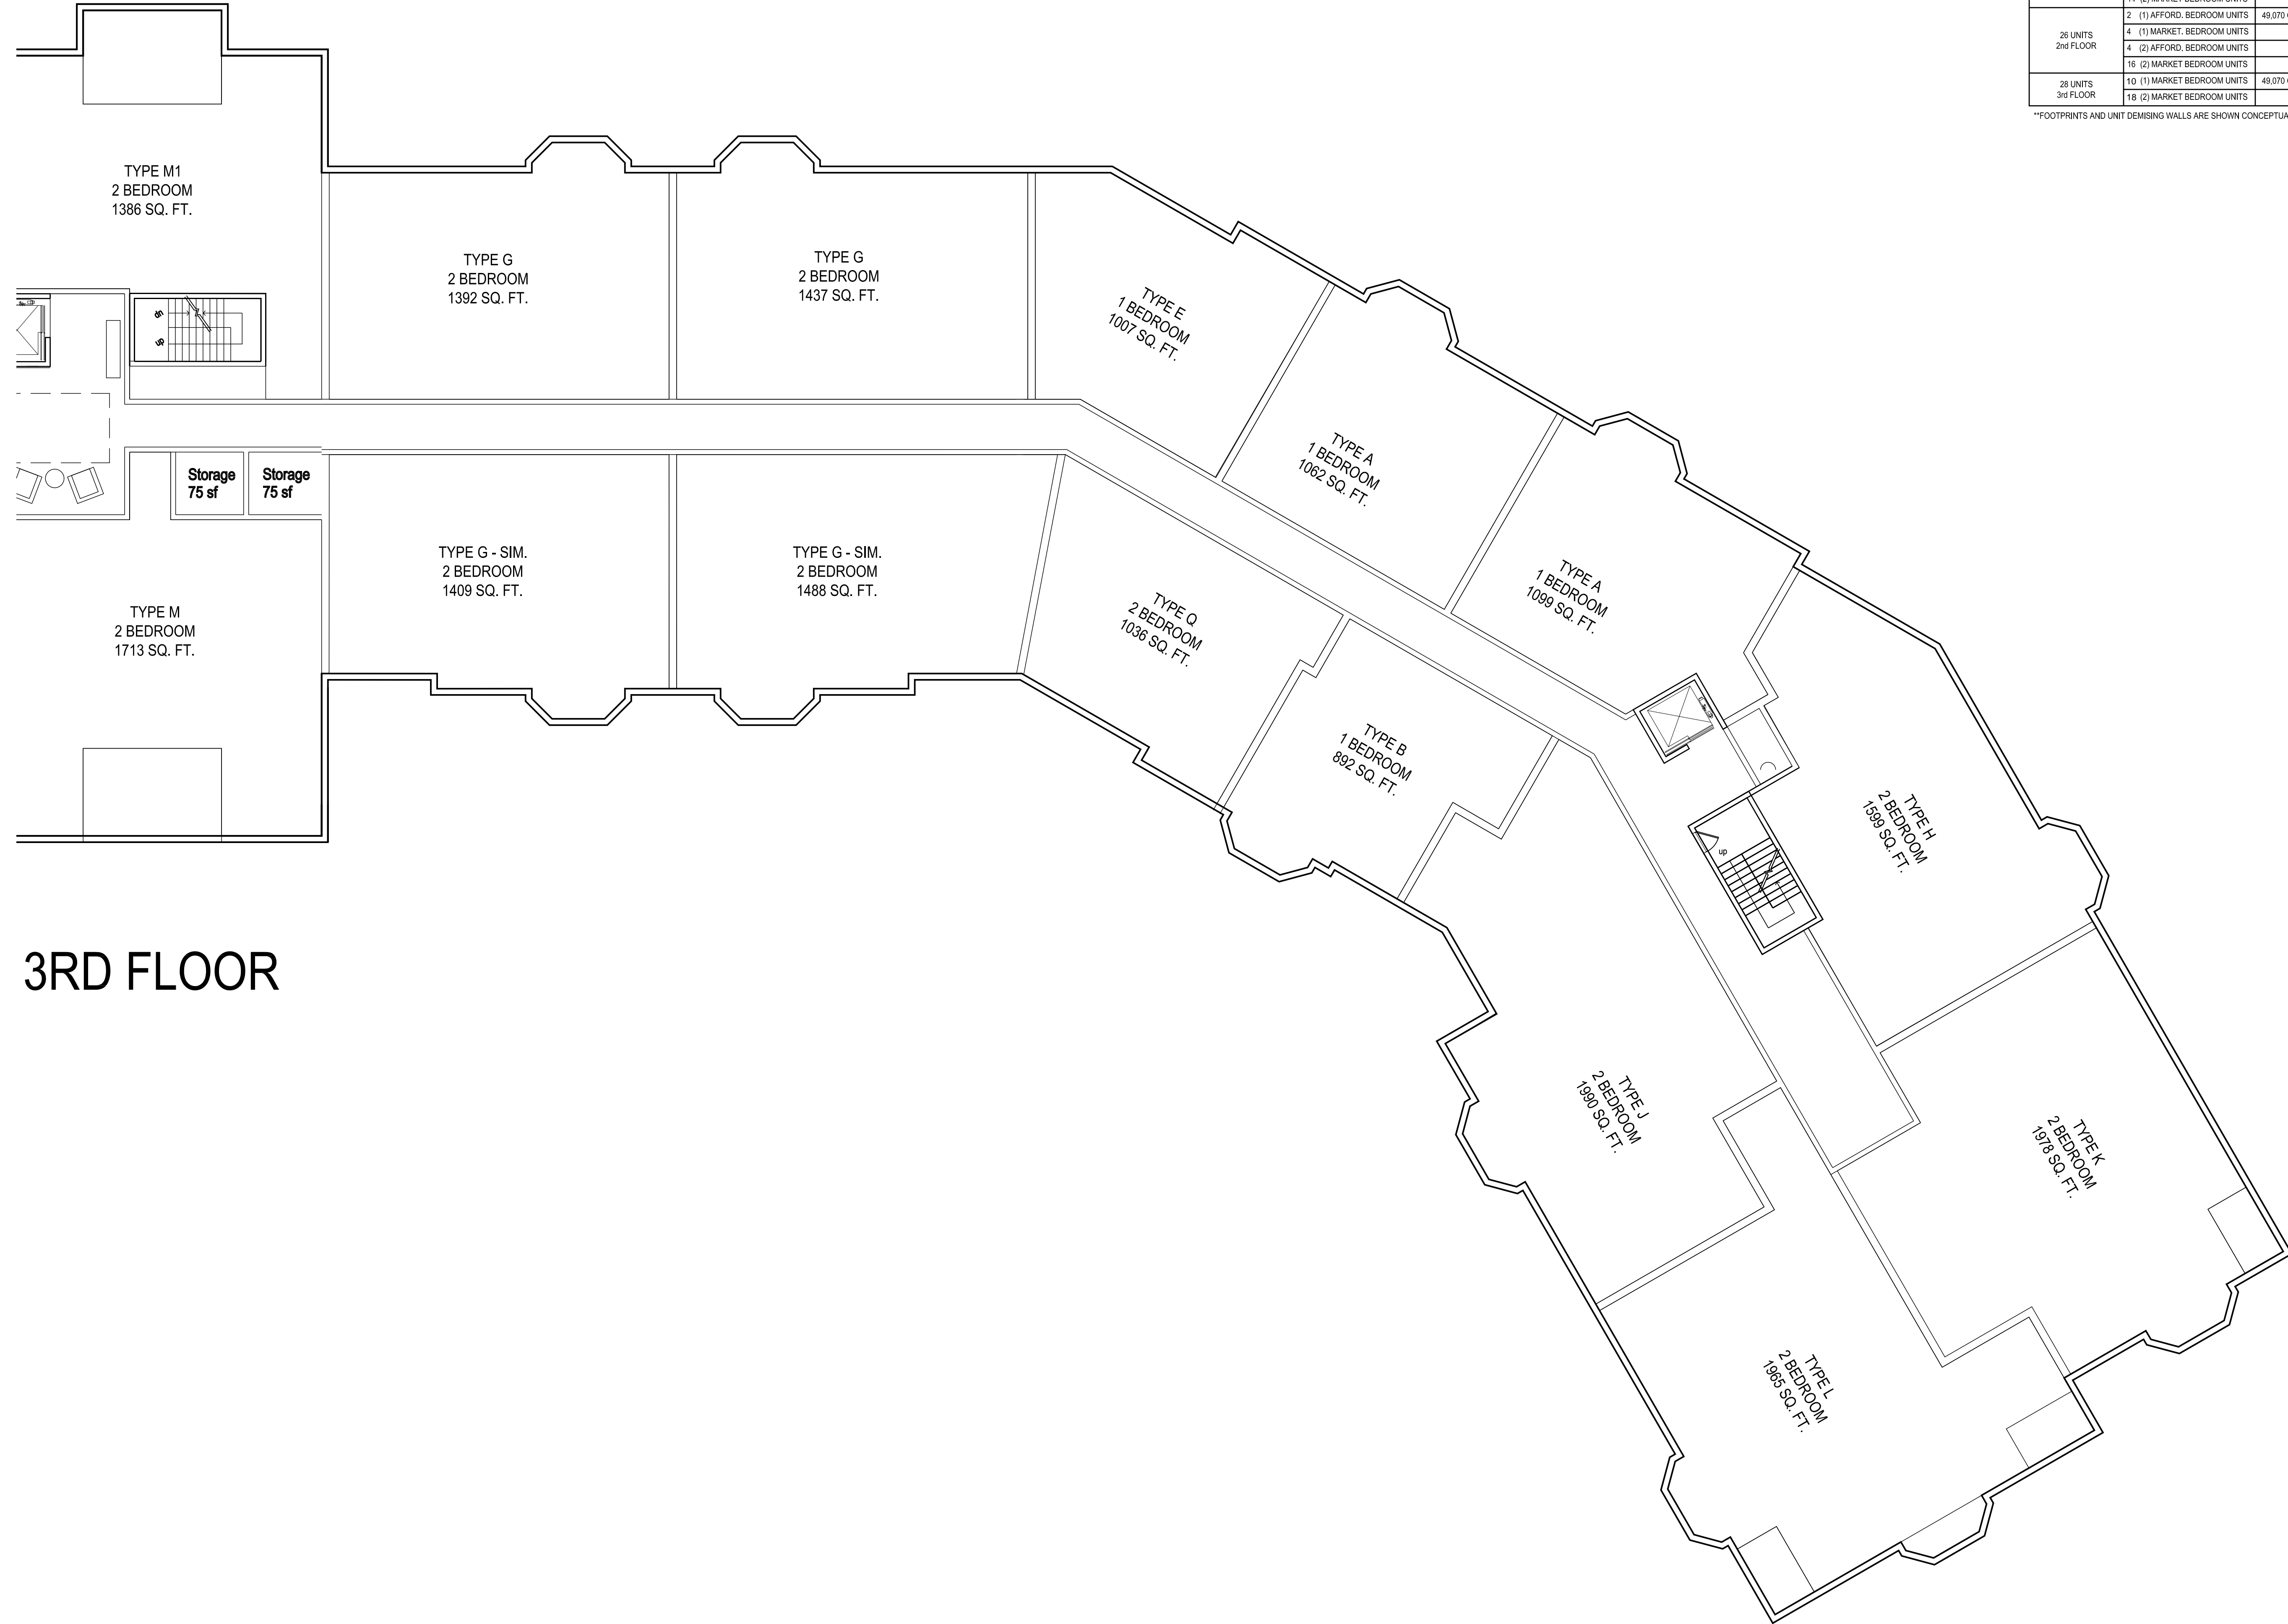 2 (1) AFFORD. BEDROOM UNITS 49,070
26 UNITS
2nd FLOOR
4 (1) MARKET. BEDROOM UNITS
4 (2) AFFORD. BEDROOM UNITS
16 (2) MARKET BEDROOM UNITS
28 UNITS
3rd FLOOR
10 (1) MARKET BEDROOM UNITS 49,070
18 (2) MARKET BEDROOM UNITS
**FOOTPRINTS AND UNIT DEMISING WALLS ARE SHOWN
TYPE M1
2 BEDROOM
1386 SQ. FT.
TYPE G
2 BEDROOM
1392 SQ. FT.
TYPE G
2 BEDROOM
1437 SQ. FT.
TYPE E
1 BEDROOM
1007 SQ. FT.
TYPE A
1 BEDROOM
1062 SQ. FT.
TYPE A
1 BEDROOM
1099 SQ. FT.
Storage
75 sf
Storage
75 sf
TYPE M
2 BEDROOM
1713 SQ. FT.
TYPE G - SIM.
2 BEDROOM
1409 SQ. FT.
TYPE G - SIM.
2 BEDROOM
1488 SQ. FT.
TYPE Q
2 BEDROOM
1036 SQ. FT.
TYPE B
1 BEDROOM
892 SQ. FT.
up
TYPE H
2 BEDROOM
1599 SQ. FT.
TYPE J
2 BEDROOM
1990 SQ. FT.
TYPE K
2 BEDROOM
1978 SQ. FT.
TYPE L
2 BEDROOM
1965 SQ. FT.
3RD FLOOR